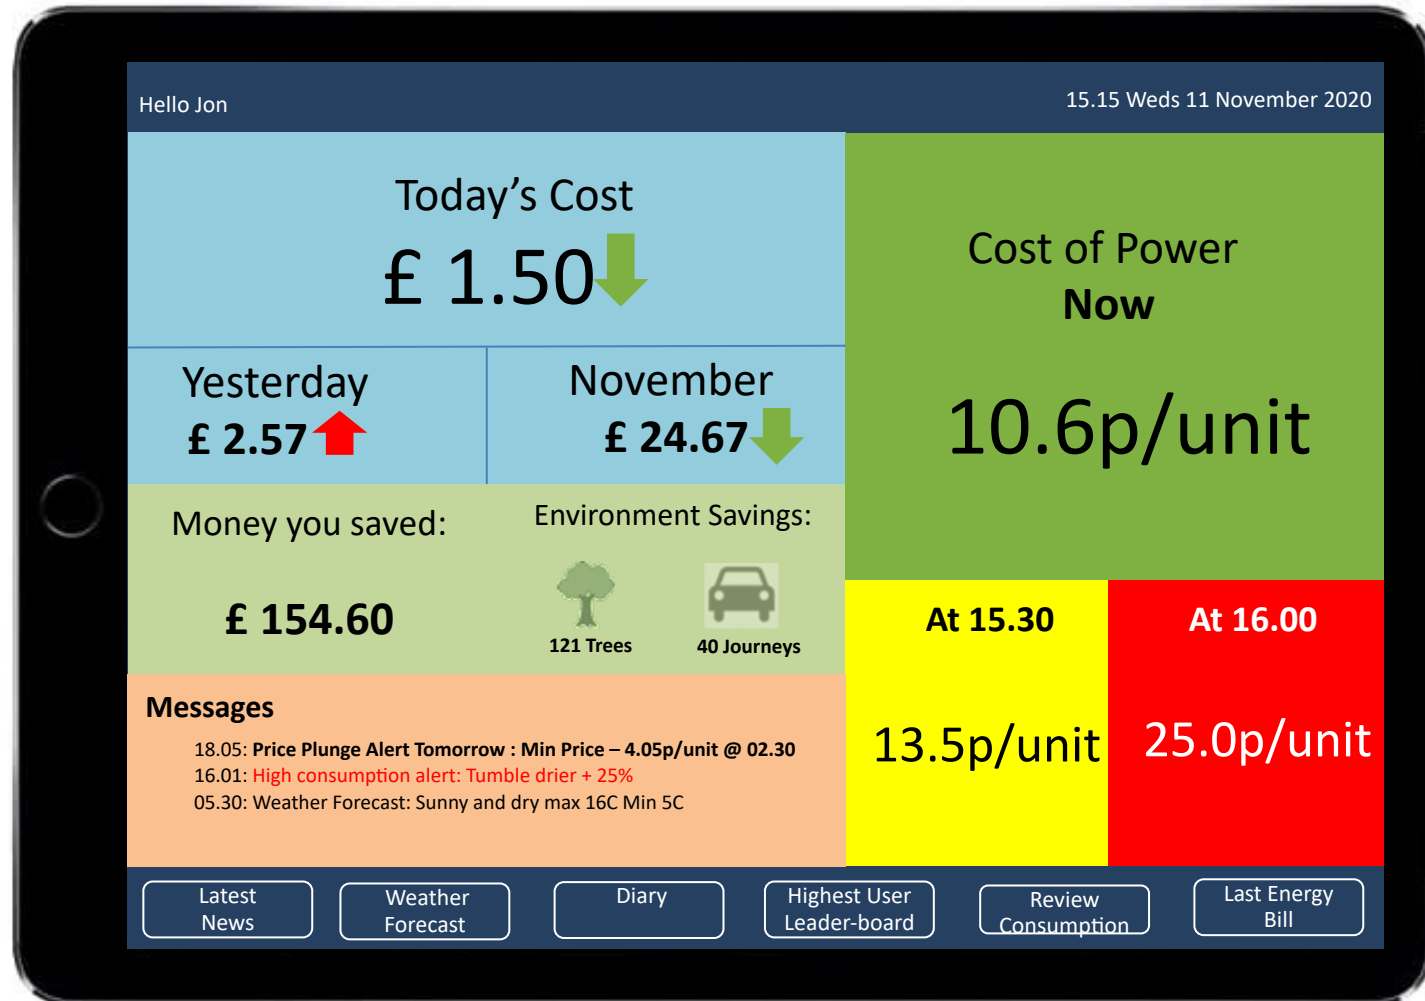 Hello Jon
15.15 Weds 11 November 2020
Today’s Cost
£ 1.50
Yesterday
£ 2.57
November
£ 24.67
Money you saved:
£ 154.60
Environment Savings:
121 Trees
40 Journeys
Messages
18.05: Price Plunge Alert Tomorrow : Min Price – 4.05p/unit @ 02.30
16.01: High consumption alert: Tumble drier + 25%
05.30: Weather Forecast: Sunny and dry max 16C Min 5C
Cost of Power
Now
10.6p/unit
At 15.30
13.5p/unit
At 16.00
25.0p/unit
Latest
News
Weather
Forecast
Diary
Highest User
Leader-board
Review
Consumption
Last Energy
Bill